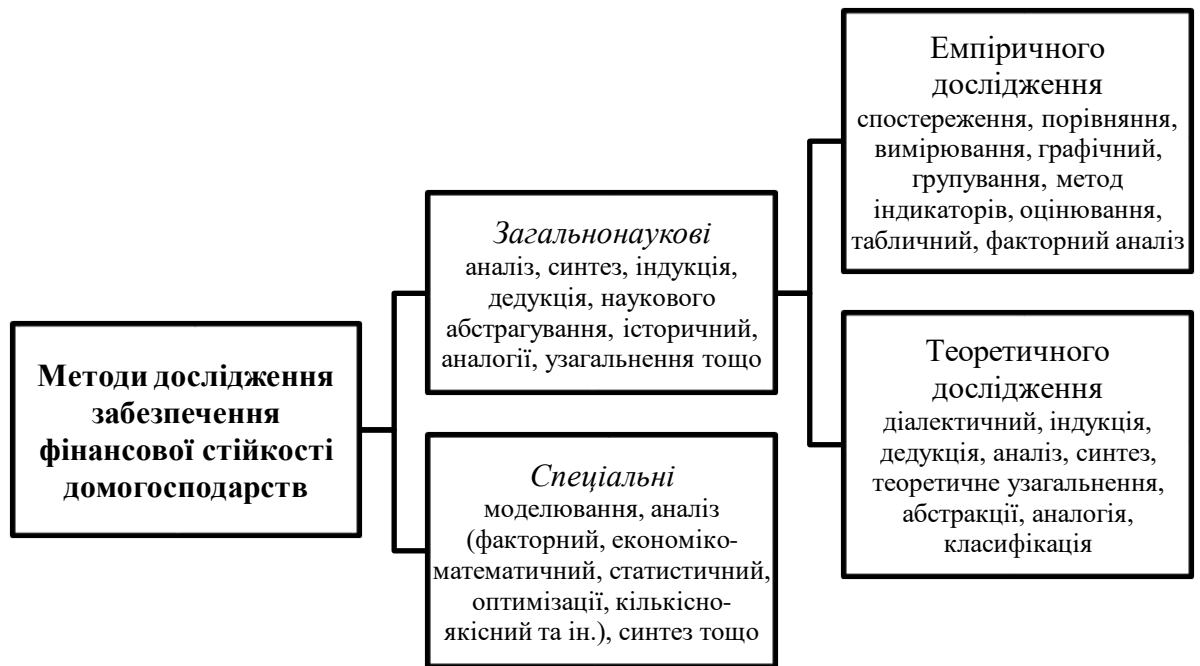 Методи дослідження
забезпечення
фінансової стійкості
домогосподарств
Загальнонаукові
аналіз, синтез, індукція,
дедукція, наукового
абстрагування, історичний,
аналогії, узагальнення тощо
Спеціальні
моделювання, аналіз
(факторний, економіко-
математичний, статистичний,
оптимізації, кількісно-
якісний та ін.), синтез тощо
Емпіричного
дослідження
спостереження, порівняння,
вимірювання, графічний,
групування, метод
індикаторів, оцінювання,
табличний, факторний аналіз
Теоретичного
дослідження
діалектичний, індукція,
дедукція, аналіз, синтез,
теоретичне узагальнення,
абстракції, аналогія,
класифікація